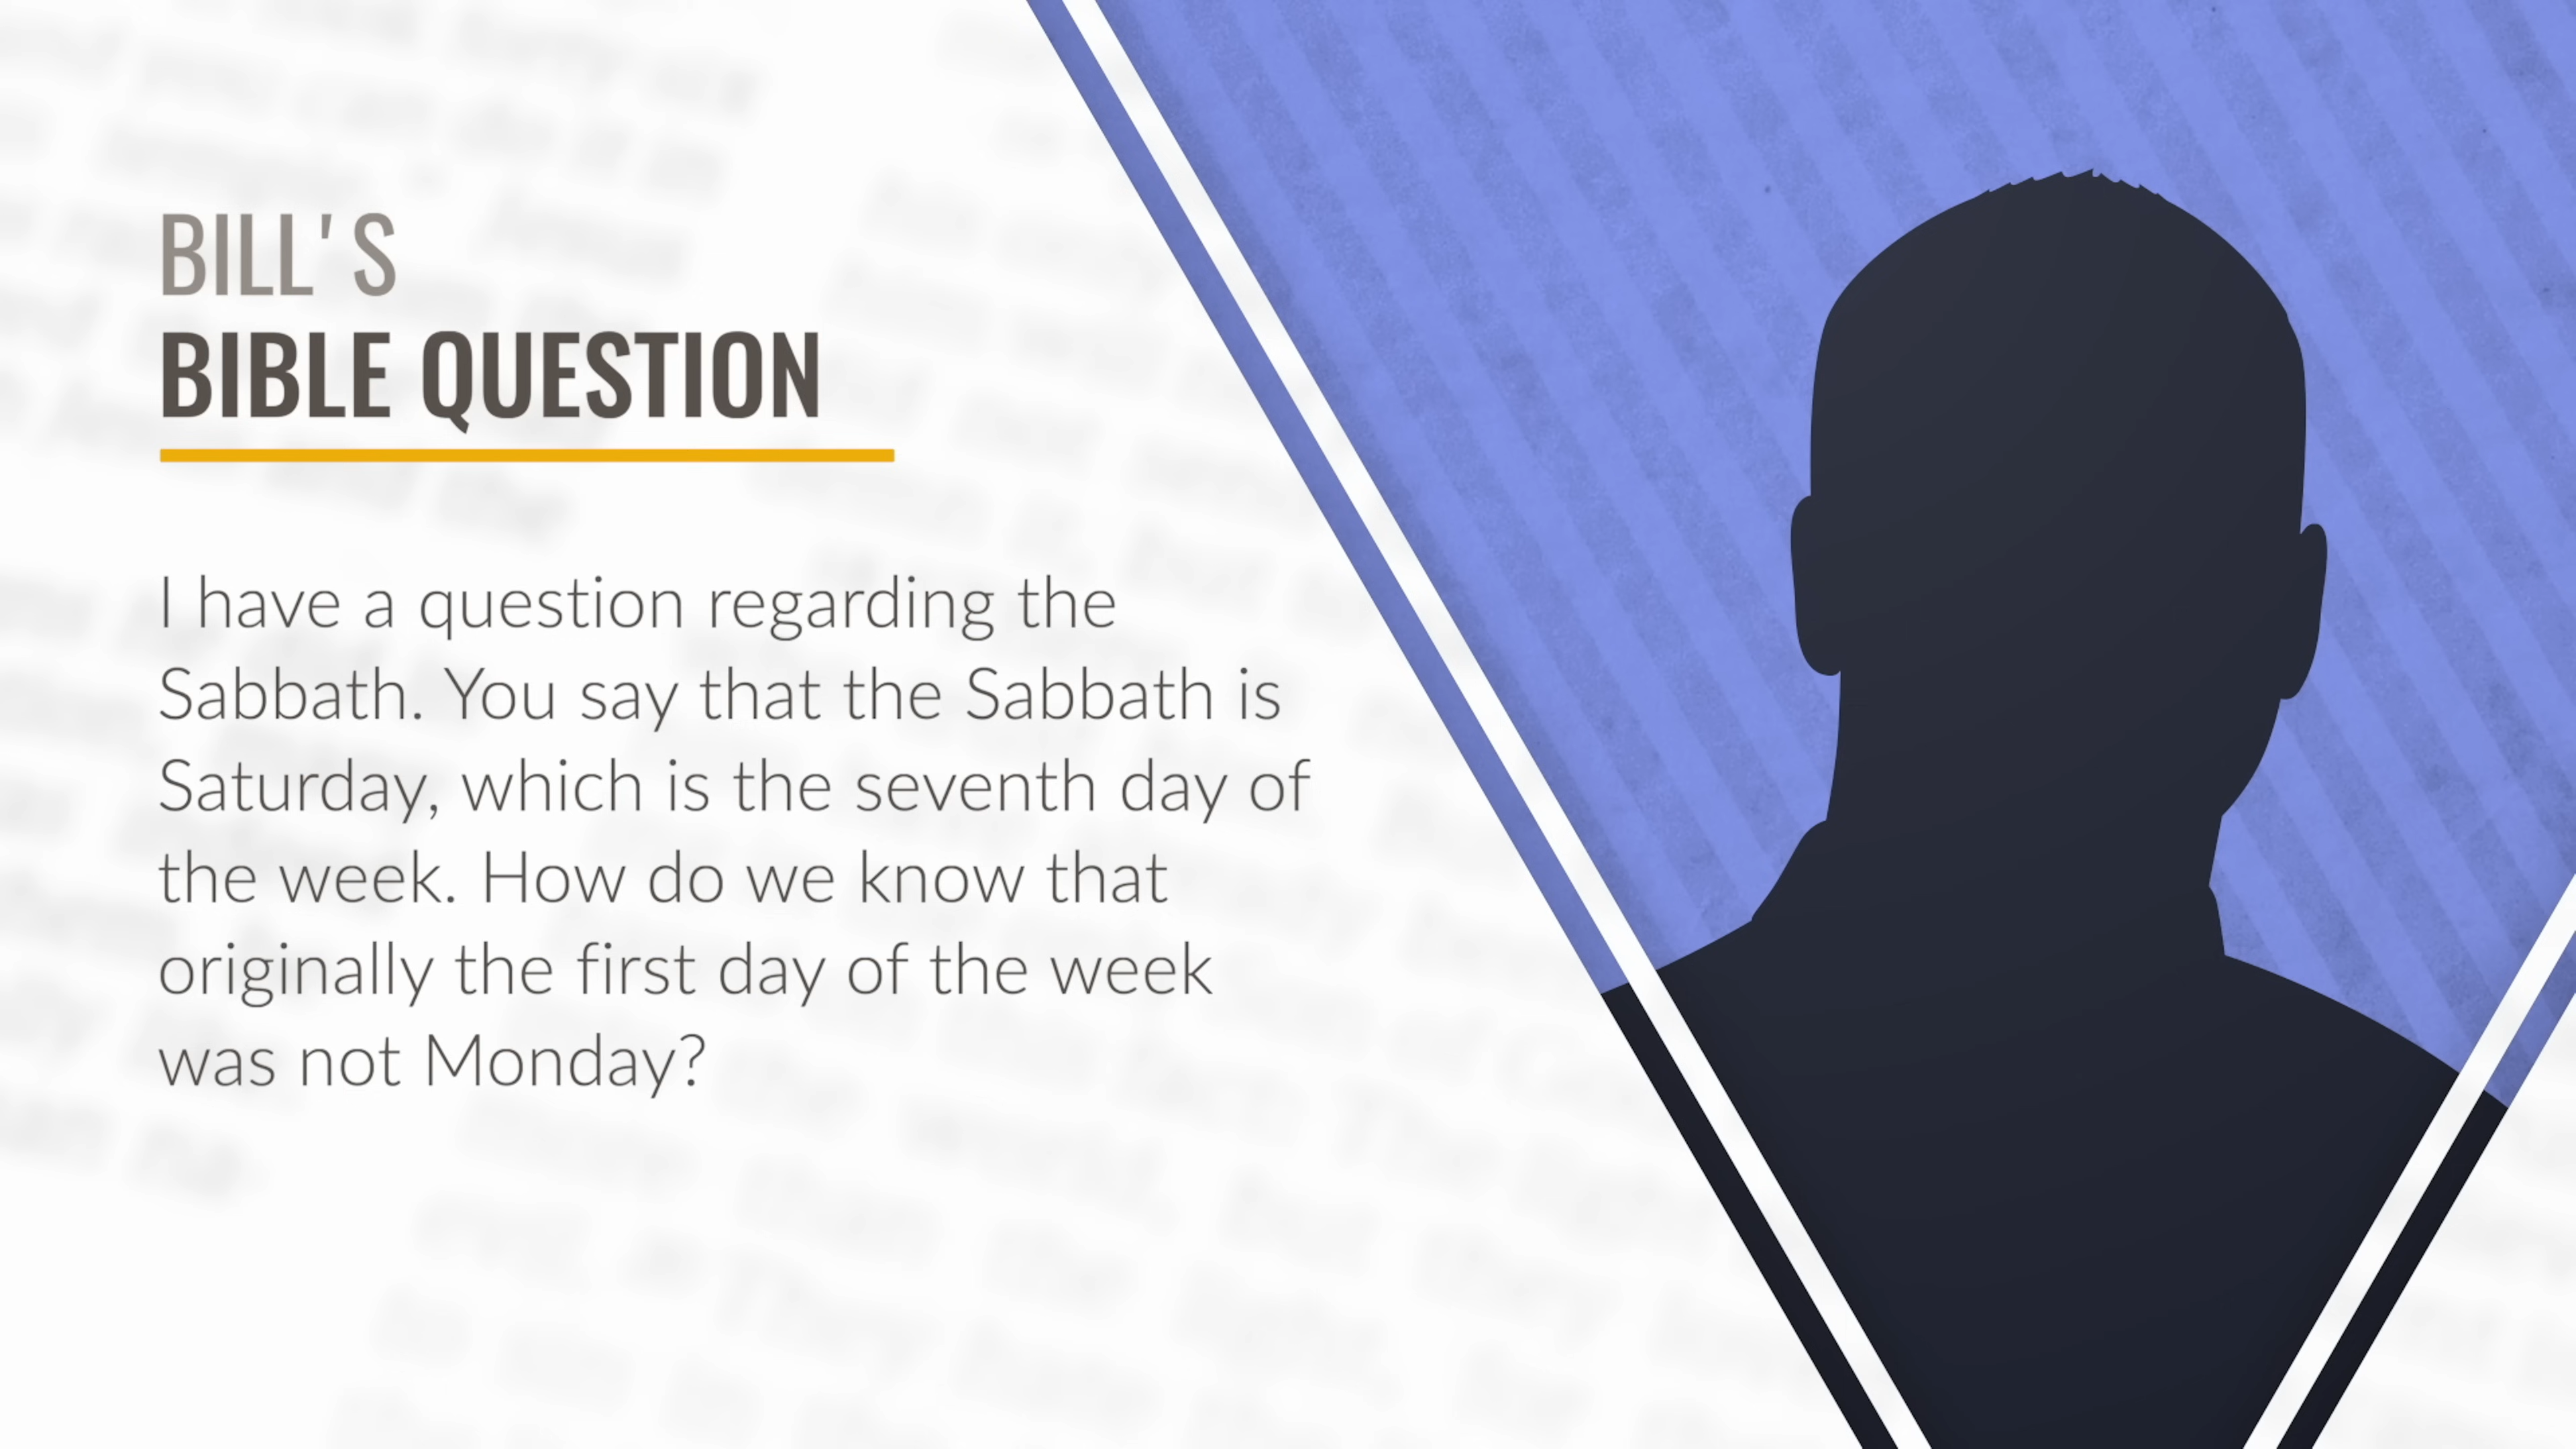 BILL'S
BIBLE QUESTION
I have a question regarding the
Sabbath. You say that the Sabbath is
Saturday, which is the seventh day of
the week. How do we know that
originally the first day of the week
was not Monday?